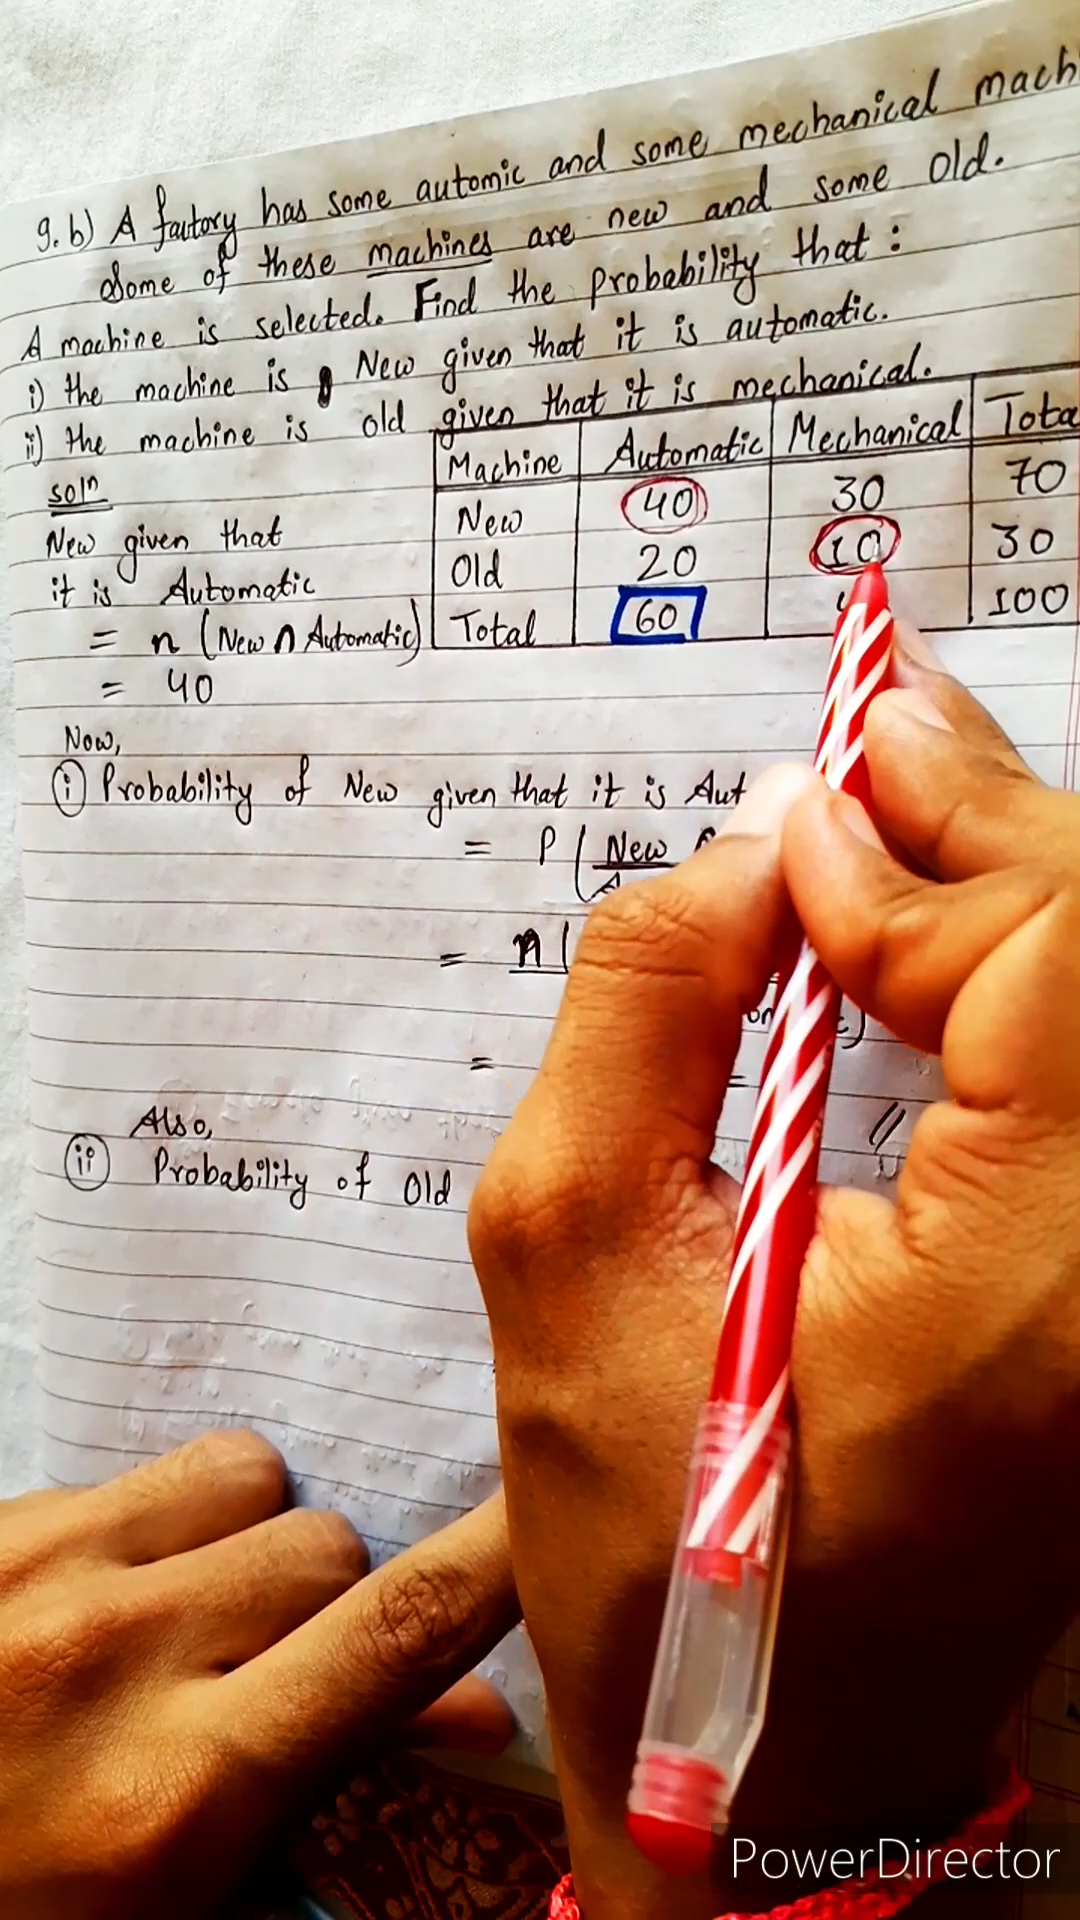 9. b) A factory has some automic and some mechanical
Some of these machines are new and some old.
A machine is selected. Find the probability that :
i) the machine is New given that it is automatic.
ii) the machine is old given that it is mechanical.
Machine Automatic Mechanical
New 40 30 70
Old 20 10 30
Total 60 100
soln
New given that
it is Automatic
= n (New ∩ Automatic)
= 40
Now,
i Probability of New given that it is
= P ( New
= n (
=
=
Also,
ii Probability of Old
PowerDirector